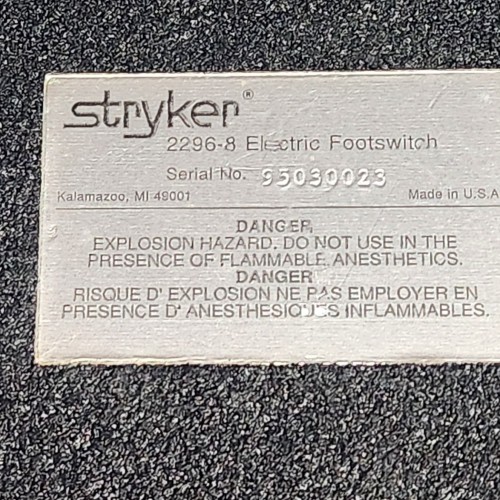 stryker®
2296-8 Electric Footswitch
Serial No. 95030023
Kalamazoo, MI 49001 Made in U.S.A
DANGER
EXPLOSION HAZARD. DO NOT USE IN THE
PRESENCE OF FLAMMABLE ANESTHETICS.
DANGER
RISQUE D' EXPLOSION NE PAS EMPLOYER EN
PRESENCE D' ANESTHESIQUES INFLAMMABLES.